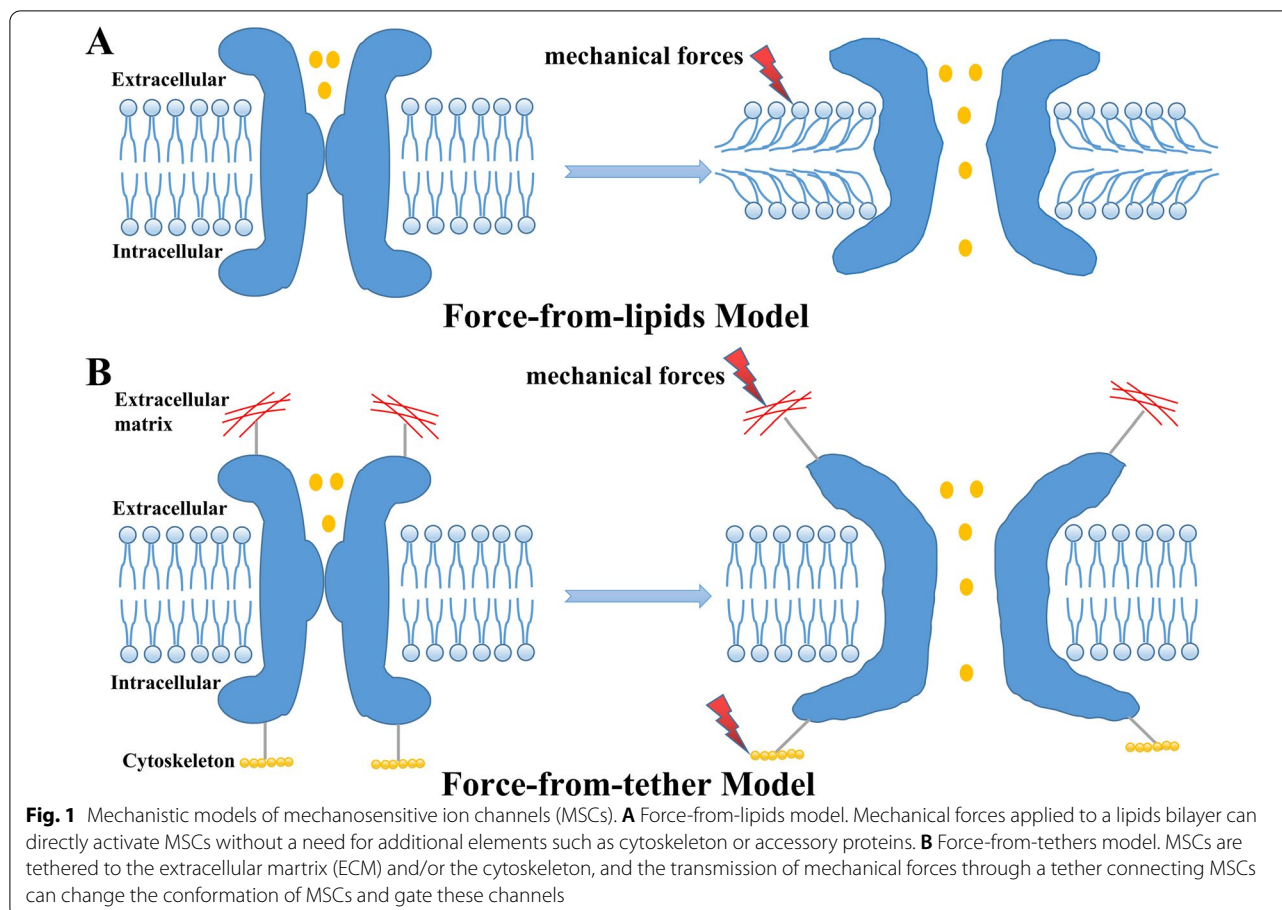 A
mechanical forces
Extracellular
Intracellular
Force-from-lipids Model
B
mechanical forces
Extracellular
matrix
Extracellular
Intracellular
Cytoskeleton
Force-from-tether Model
Fig. 1 Mechanistic models of mechanosensitive ion channels (MSCs). A Force-from-lipids model. Mechanical forces applied to a lipids bilayer can
directly activate MSCs without a need for additional elements such as cytoskeleton or accessory proteins. B Force-from-tethers model. MSCs are
tethered to the extracellular martrix (ECM) and/or the cytoskeleton, and the transmission of mechanical forces through a tether connecting MSCs
can change the conformation of MSCs and gate these channels